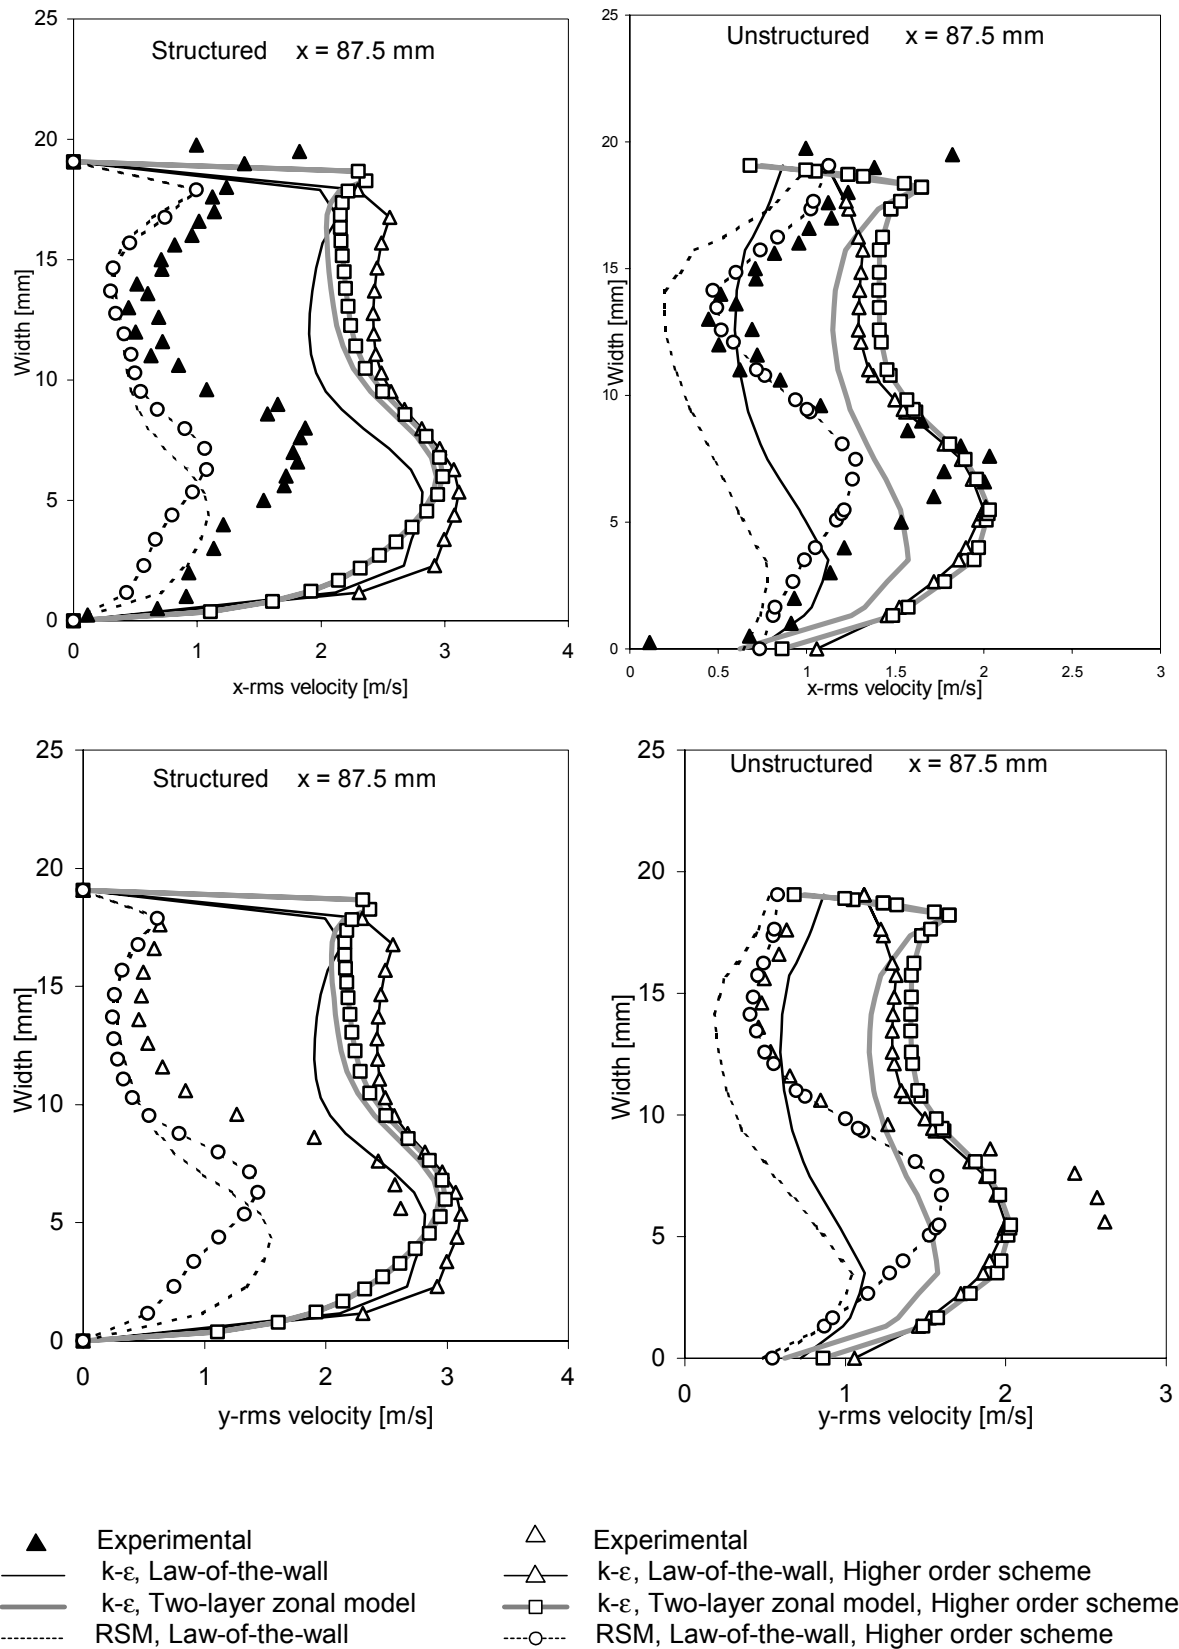 Structured x = 87.5 mm
25
20
15
10
5
0
Width [mm]
0 1 2 3 4
x-rms velocity [m/s]
Unstructured x = 87.5 mm
25
20
15
10
5
0
Width [mm]
0 0.5 1 1.5 2 2.5 3
x-rms velocity [m/s]
Structured x = 87.5 mm
25
20
15
10
5
0
Width [mm]
0 1 2 3 4
y-rms velocity [m/s]
Unstructured x = 87.5 mm
25
20
15
10
5
0
Width [mm]
0 1 2 3
y-rms velocity [m/s]
Experimental
k-ε, Law-of-the-wall
k-ε, Two-layer zonal model
RSM, Law-of-the-wall
Experimental
k-ε, Law-of-the-wall, Higher order scheme
k-ε, Two-layer zonal model, Higher order scheme
RSM, Law-of-the-wall, Higher order scheme